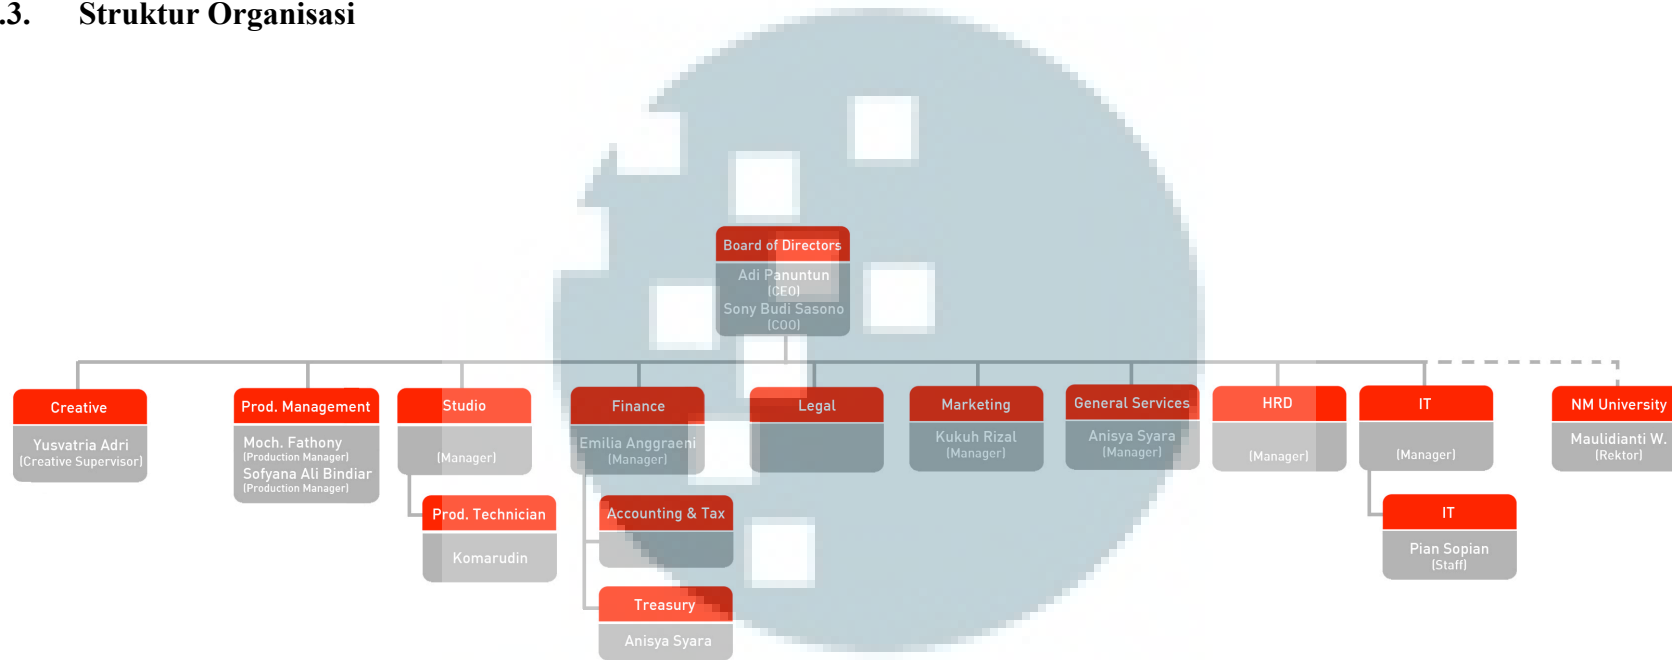 .3. Struktur Organisasi
Board of Directors
Adi Panuntun
(CEO)
Sony Budi Sasono
(COO)
Creative
Yusvatria Adri
(Creative Supervisor)
Prod. Management
Moch. Fathony
(Production Manager)
Sofyana Ali Bindiar
(Production Manager)
Studio
(Manager)
Prod. Technician
Komarudin
Finance
Emilia Anggraeni
(Manager)
Accounting & Tax
Treasury
Anisya Syara
Legal
Marketing
Kukuh Rizal
(Manager)
General Services
Anisya Syara
(Manager)
HRD
(Manager)
IT
(Manager)
IT
Pian Sopian
(Staff)
NM University
Maulidianti W.
(Rektor)